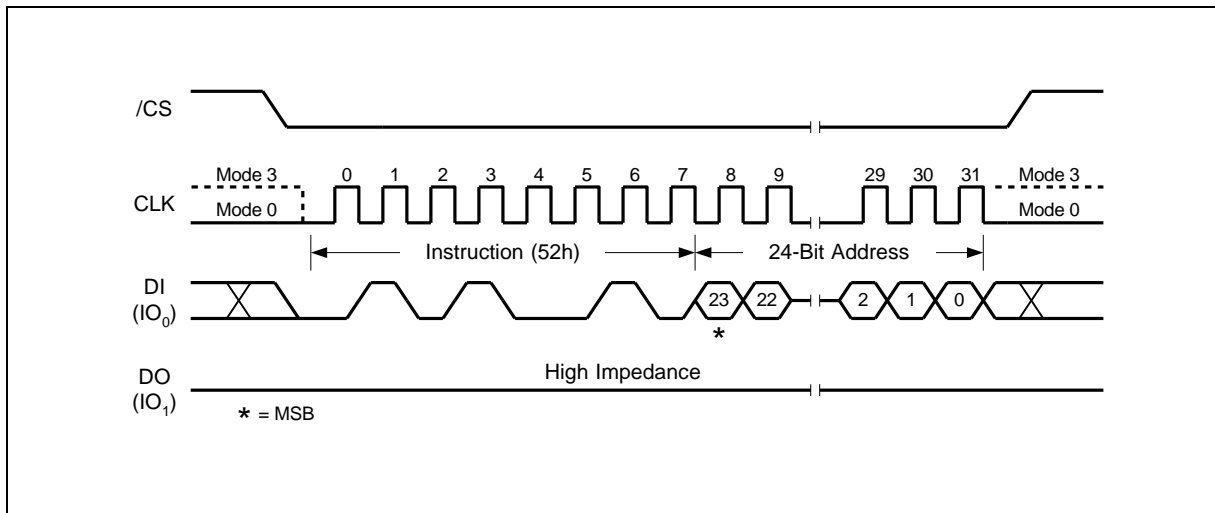 /CS
Mode 3 0 1 2 3 4 5 6 7 8 9 29 30 31 Mode 3
CLK
Mode 0 Mode 0
Instruction (52h) 24-Bit Address
DI
(IO0)
23 22 2 1 0
*
High Impedance
DO
(IO1)
* = MSB